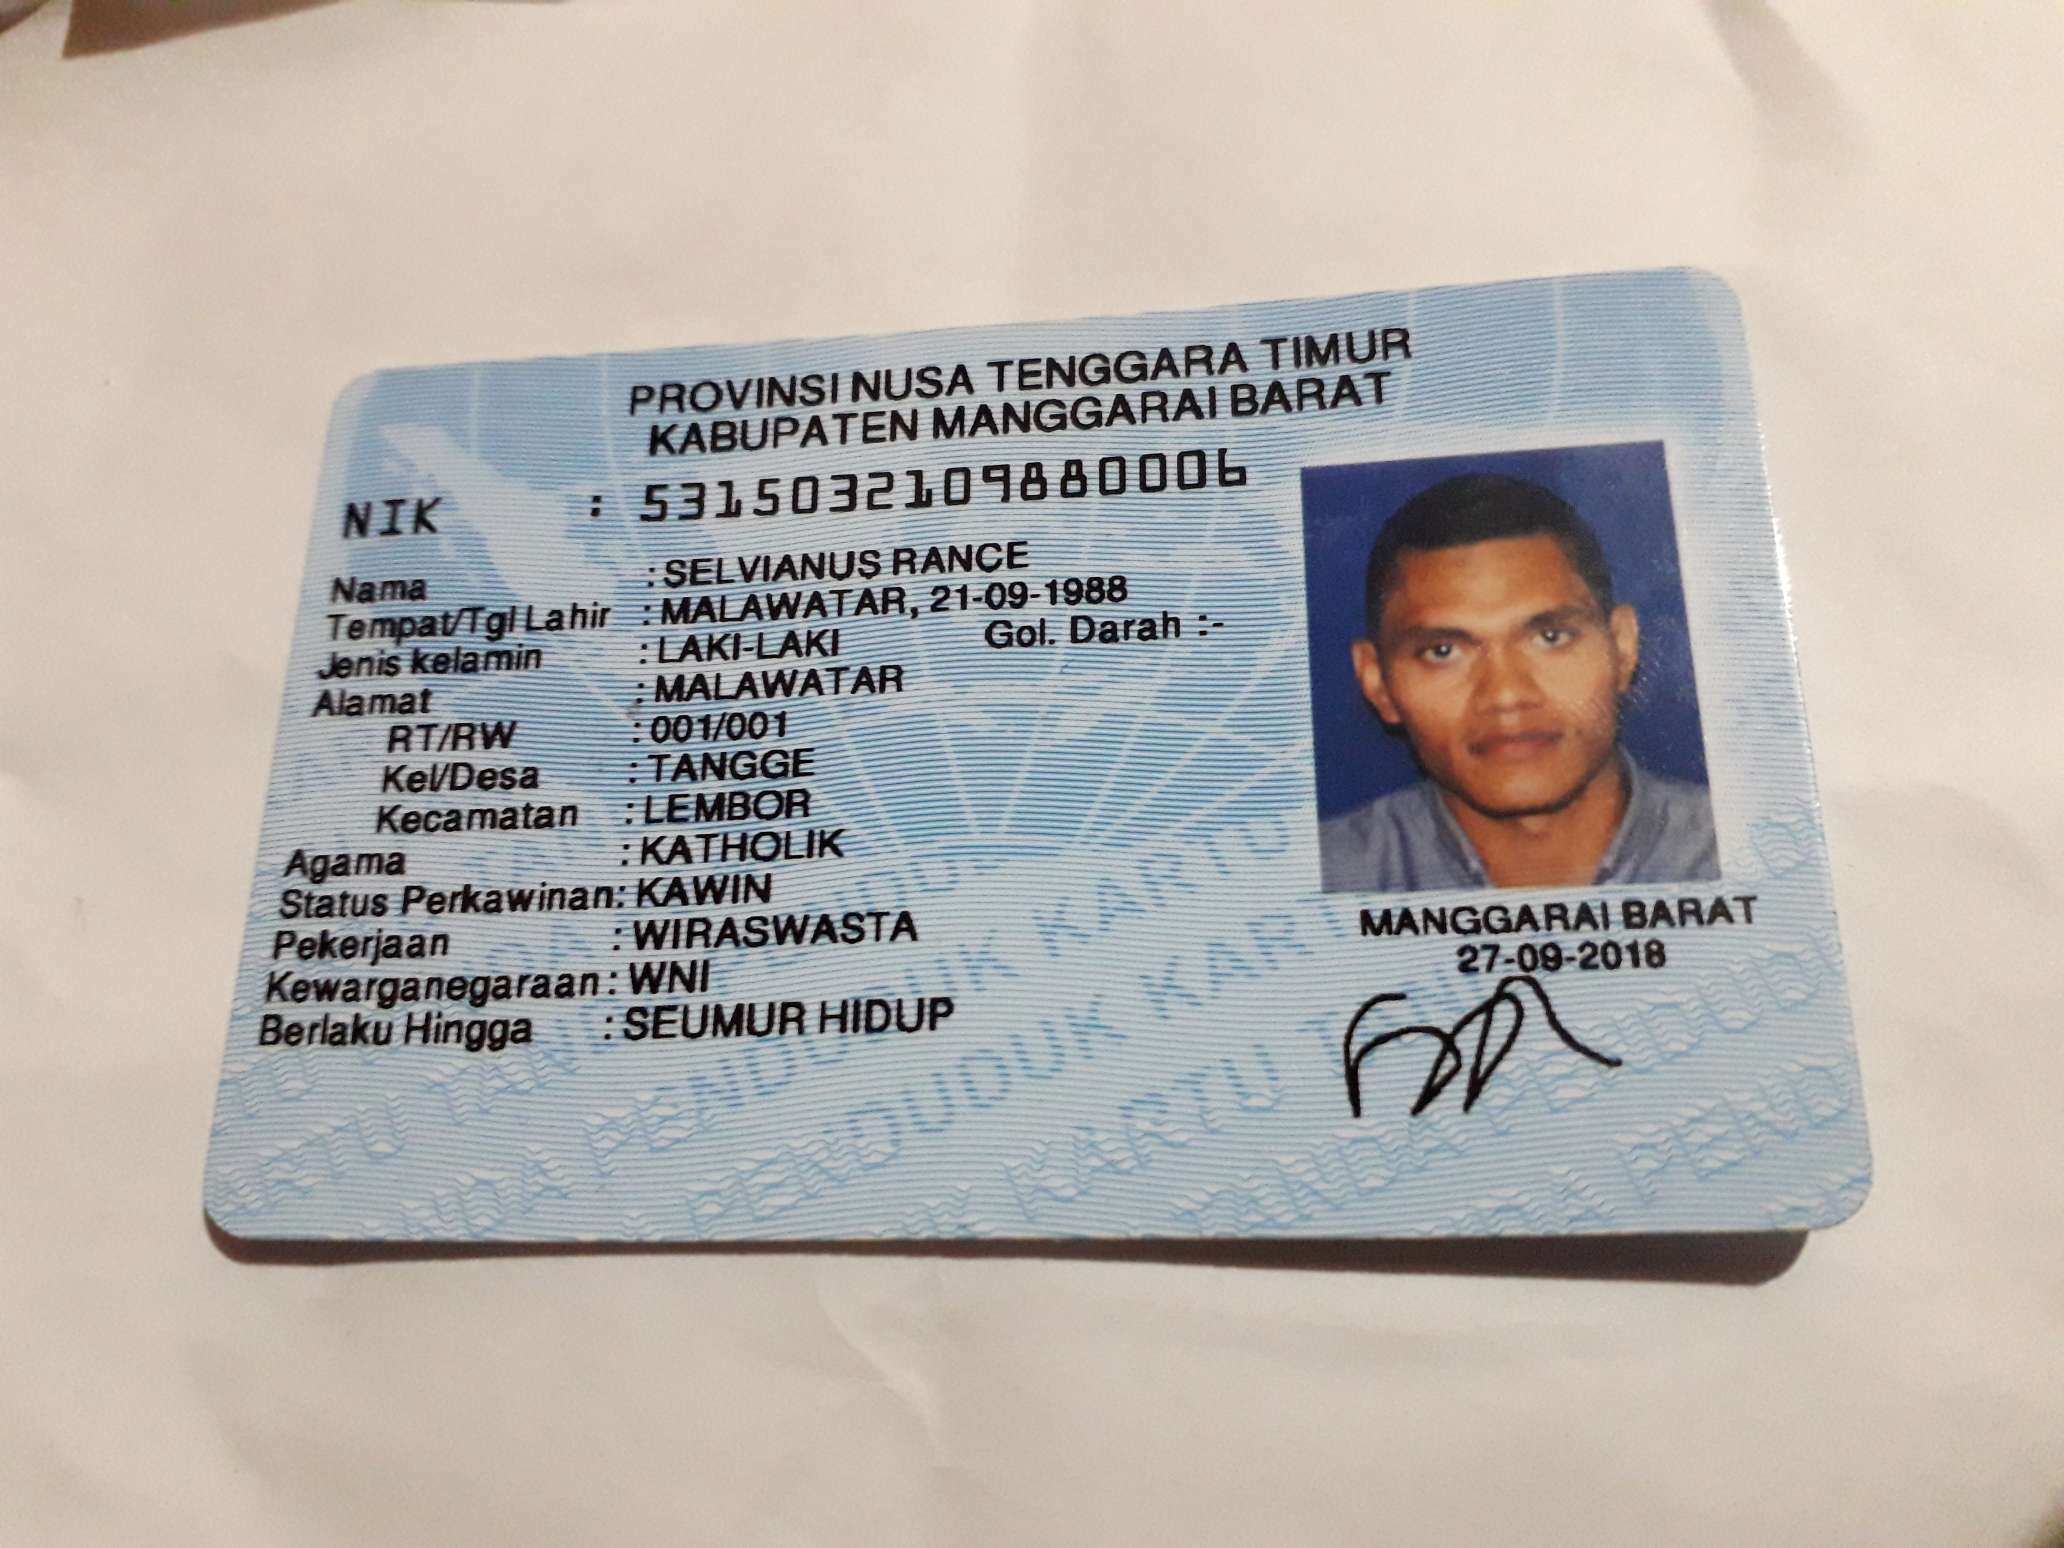 PROVINSI NUSA TENGGARA TIMUR
KABUPATEN MANGGARAI BARAT
NIK : 5315032109880006
Nama : SELVIANUS RANCE
Tempat/Tgl Lahir : MALAWATAR, 21-09-1988
Jenis kelamin : LAKI-LAKI Gol. Darah :-
Alamat : MALAWATAR
RT/RW : 001/001
Kel/Desa : TANGGE
Kecamatan : LEMBOR
Agama : KATHOLIK
Status Perkawinan: KAWIN
Pekerjaan : WIRASWASTA
Kewarganegaraan: WNI
Berlaku Hingga : SEUMUR HIDUP
MANGGARAI BARAT
27-09-2018